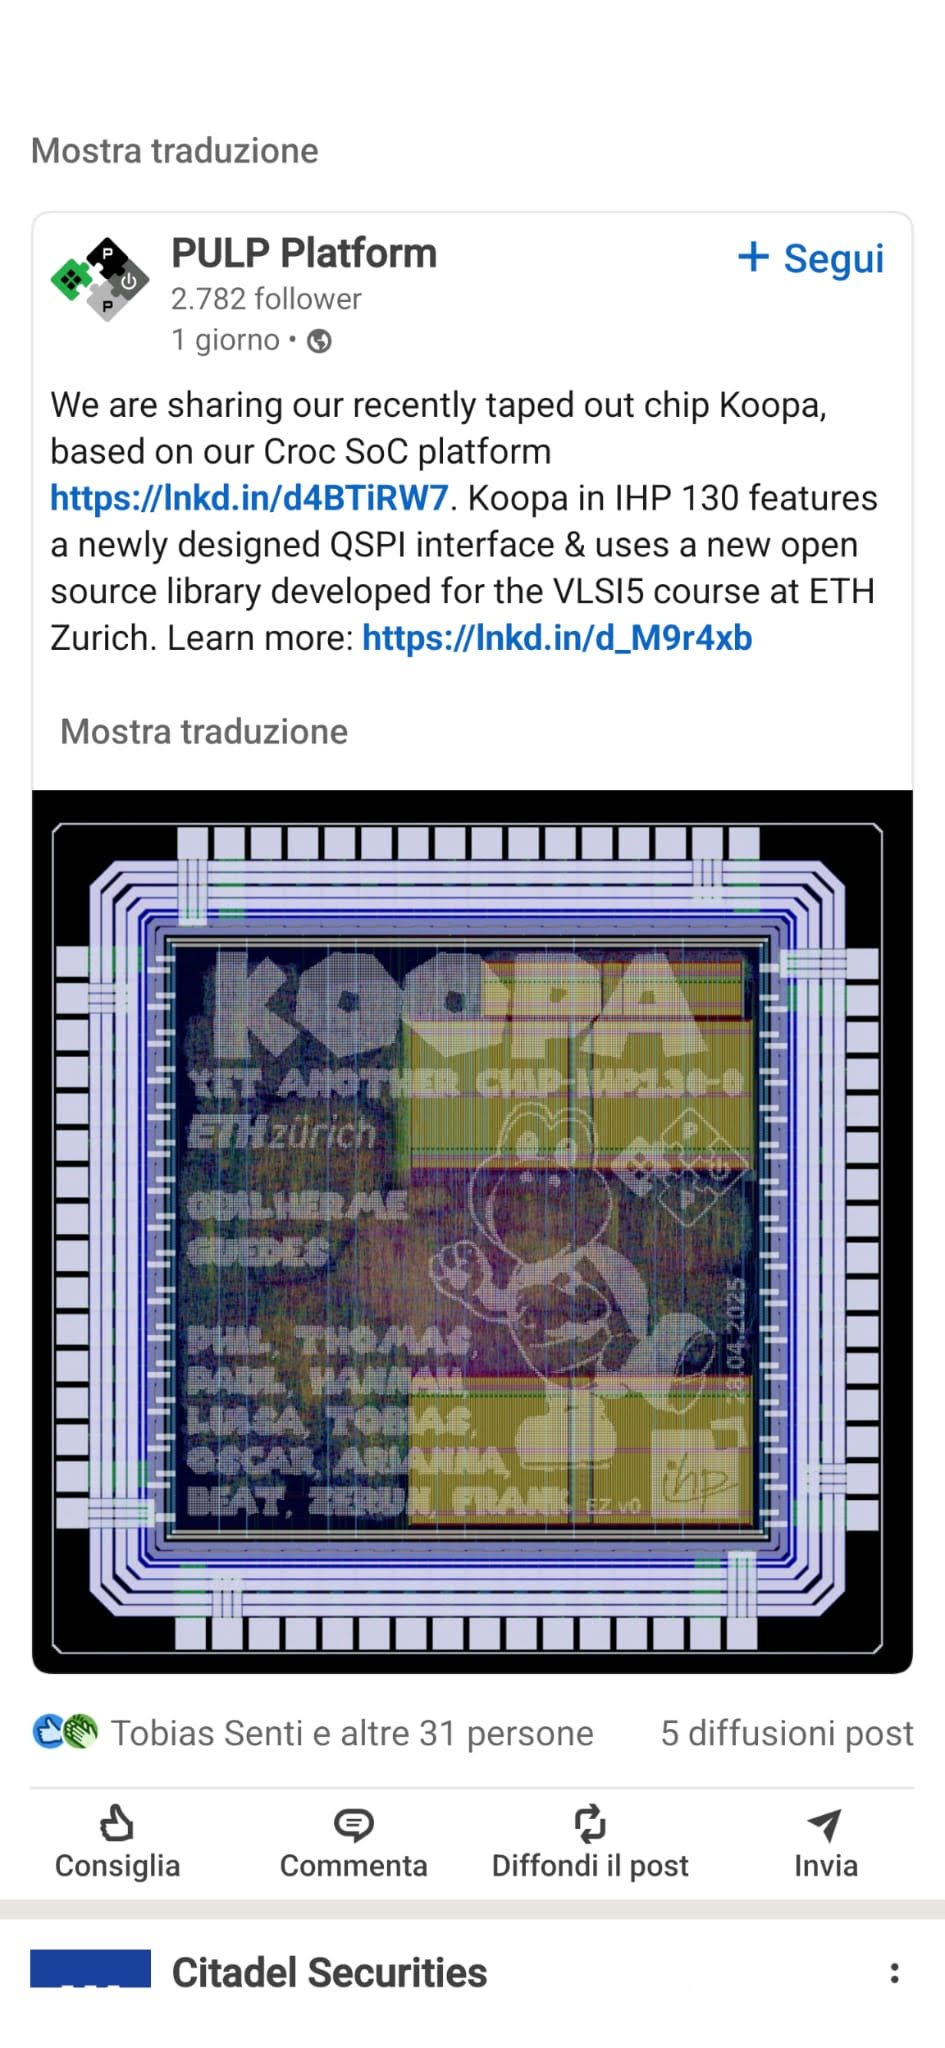 Mostra traduzione
PULP Platform
+ Segui
2.782 follower
1 giorno •
We are sharing our recently taped out chip Koopa,
based on our Croc SoC platform
https://lnkd.in/d4BTiRW7. Koopa in IHP 130 features
a newly designed QSPI interface & uses a new open
source library developed for the VLSI5 course at ETH
Zurich. Learn more: https://lnkd.in/d_M9r4xb
Mostra traduzione
KOOPA
YET ANOTHER CHIP-IHP130-0
ETHzürich
P
P
GUILHERME
GUEDES
PHIL, THOMAS,
HANNAH,
LUISA, TOBIAS,
OSCAR, ARIANNA,
BEAT, ZERUN, FRANK
EZ v0
28.04.2025
ihp
Tobias Senti e altre 31 persone
5 diffusioni post
Consiglia
Commenta
Diffondi il post
Invia
Citadel Securities